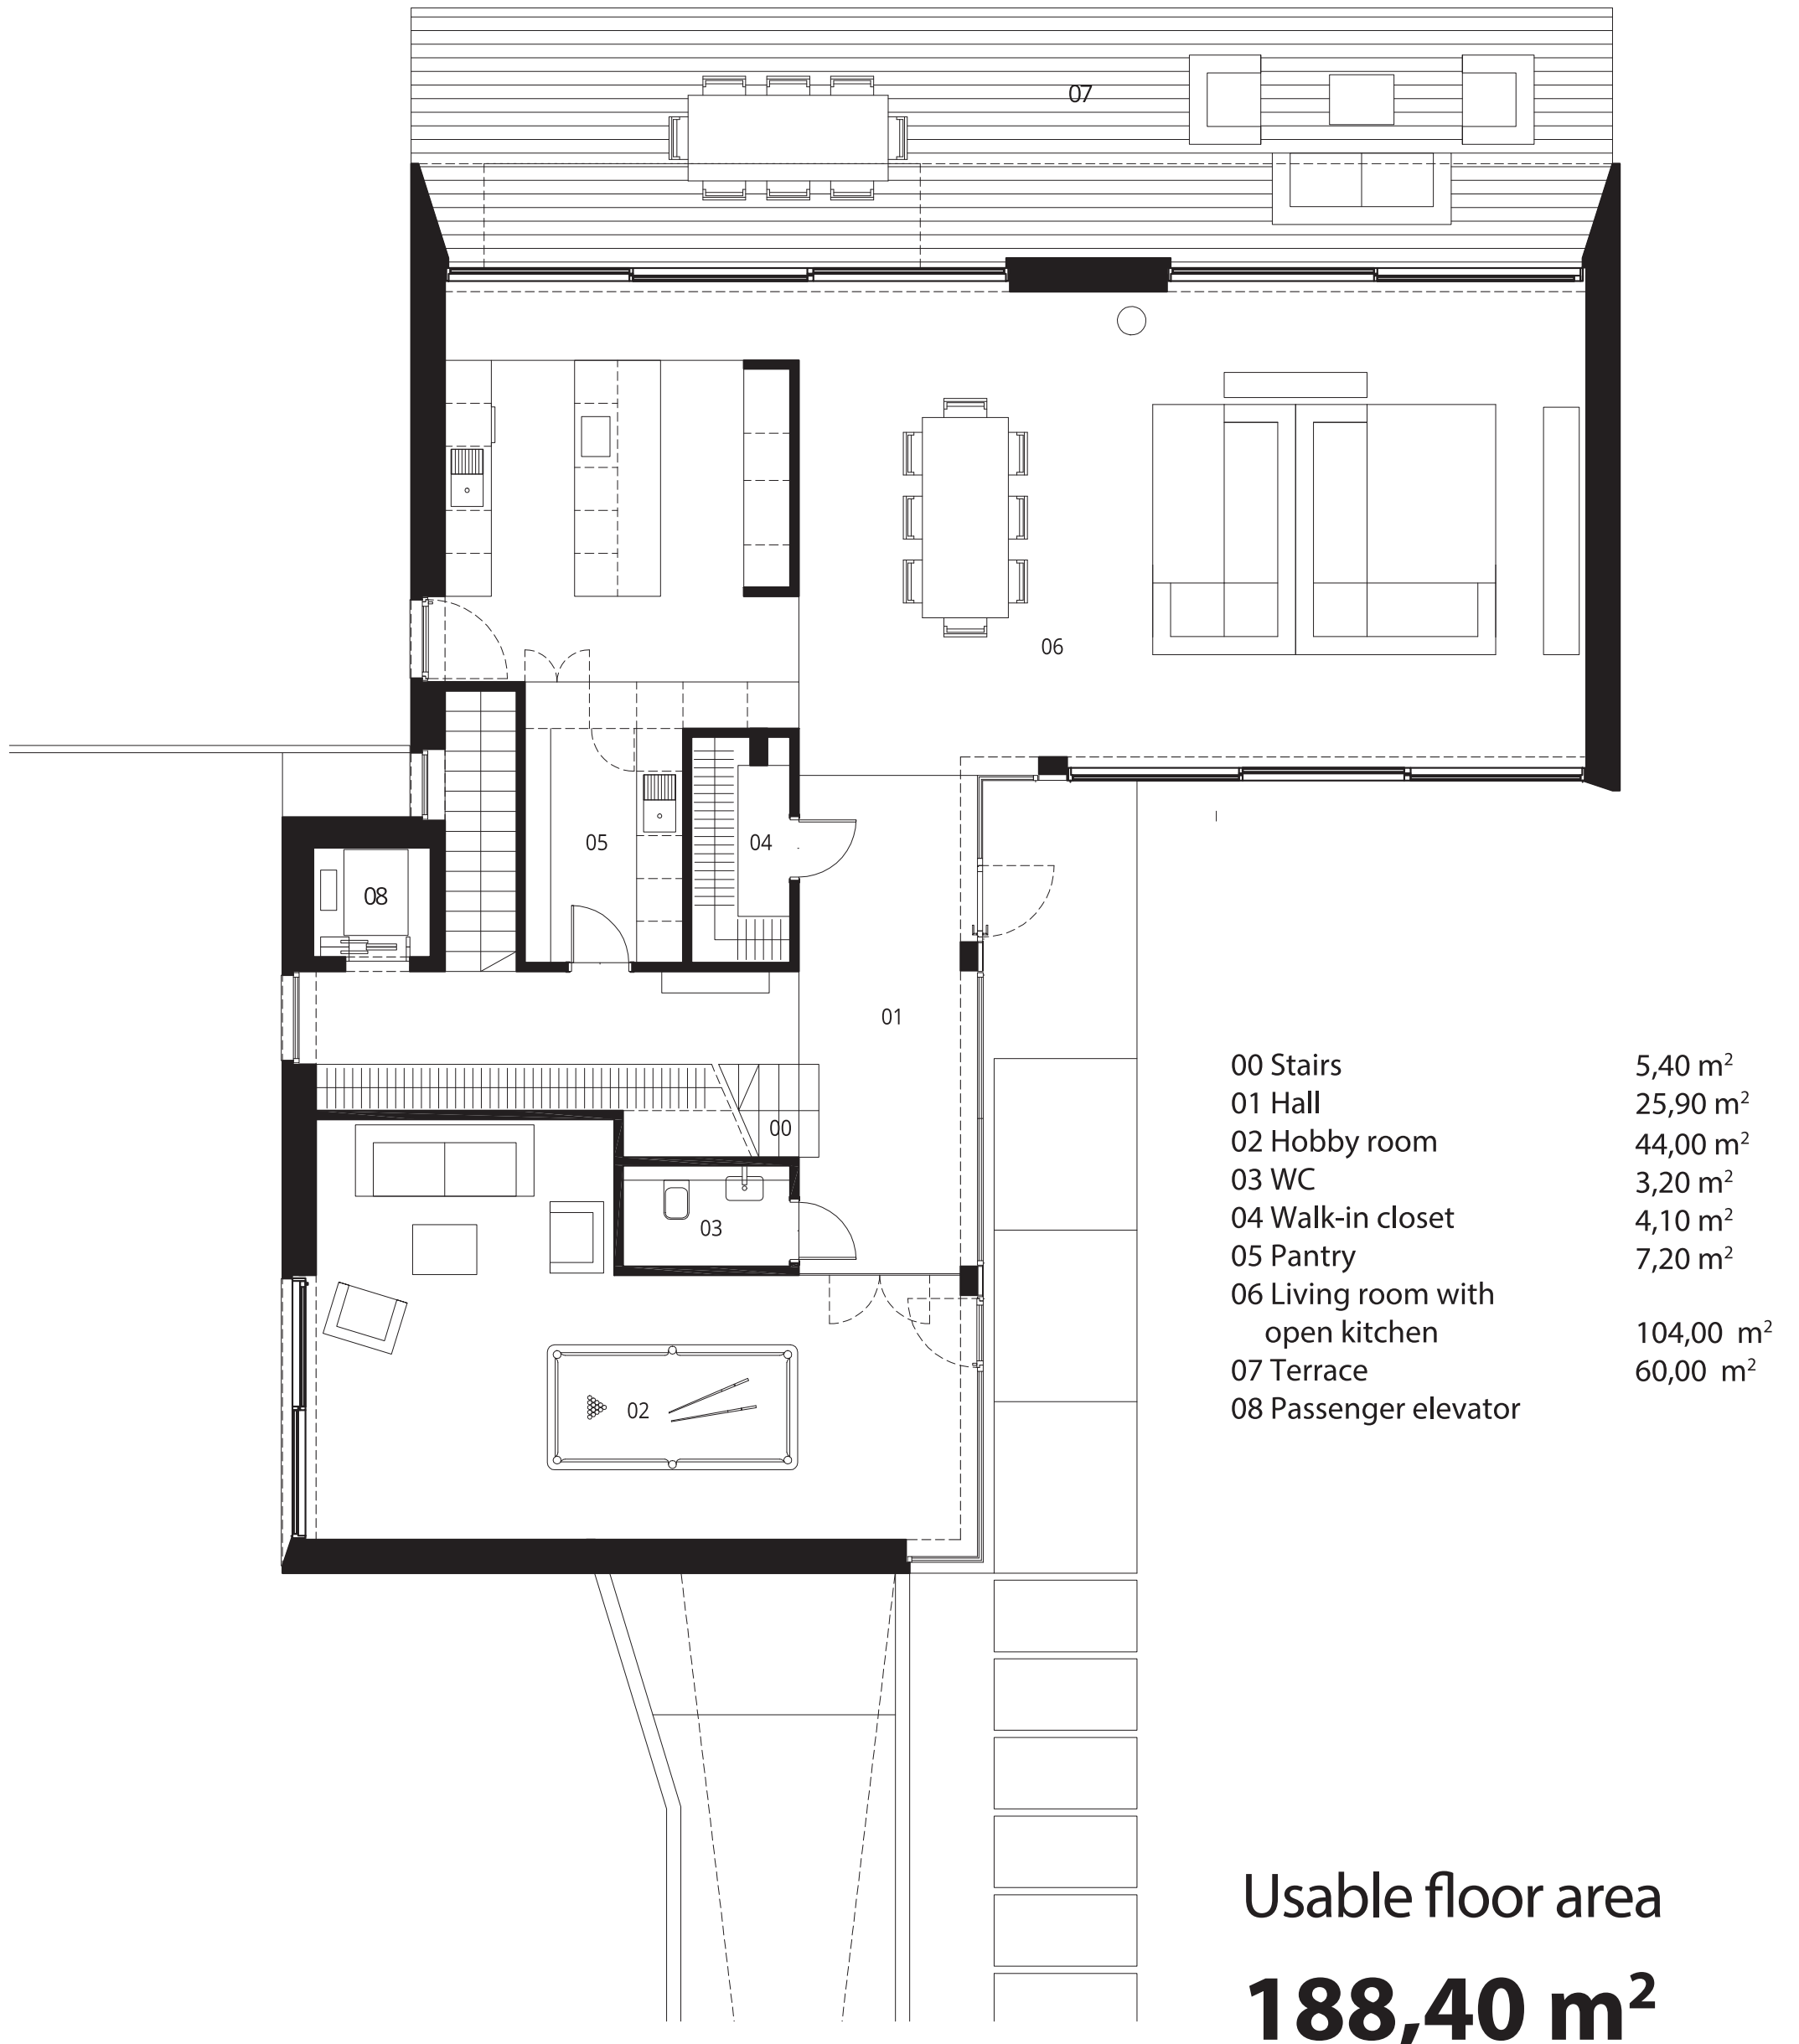 07
06
05
04
08
01
00
03
02
00 Stairs 5,40 m²
01 Hall 25,90 m²
02 Hobby room 44,00 m²
03 WC 3,20 m²
04 Walk-in closet 4,10 m²
05 Pantry 7,20 m²
06 Living room with
open kitchen 104,00 m²
07 Terrace 60,00 m²
08 Passenger elevator
Usable floor area
188,40 m²